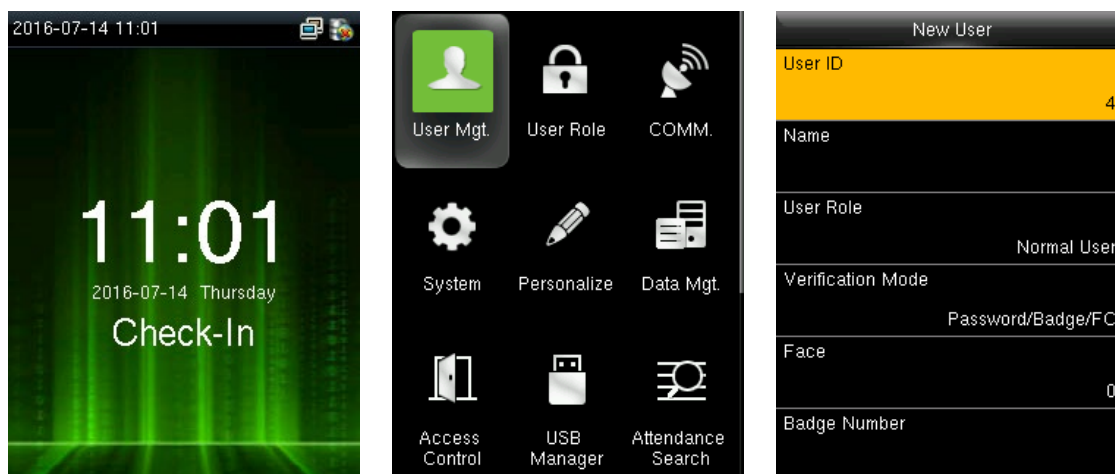 2016-07-14 11:01
11:01
2016-07-14 Thursday
Check-In
User Mgt.
User Role
COMM.
System
Personalize
Data Mgt.
Access
Control
USB
Manager
Attendance
Search
New User
User ID
4
Name
User Role
Normal User
Verification Mode
Password/Badge/FC
Face
0
Badge Number